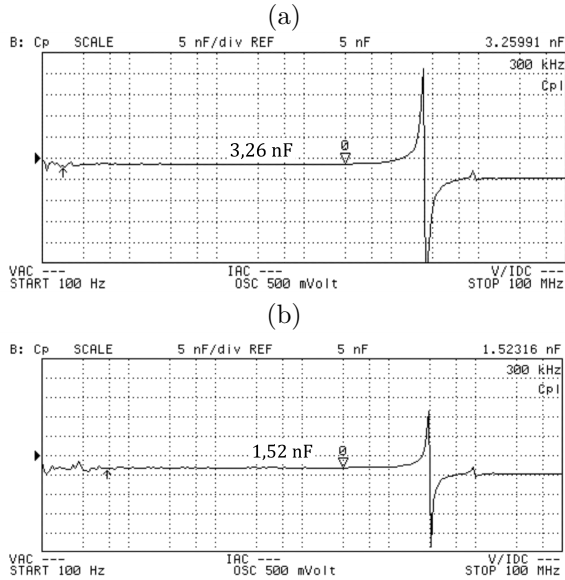 (a)
B: Cp SCALE 5 nF/div REF 5 nF 3.25991 nF
300 kHz
Cpl
3,26 nF
0
VAC --- IAC --- V/IDC ---
START 100 Hz OSC 500 mVolt STOP 100 MHz
(b)
B: Cp SCALE 5 nF/div REF 5 nF 1.52316 nF
300 kHz
Cpl
1,52 nF
0
VAC --- IAC --- V/IDC ---
START 100 Hz OSC 500 mVolt STOP 100 MHz